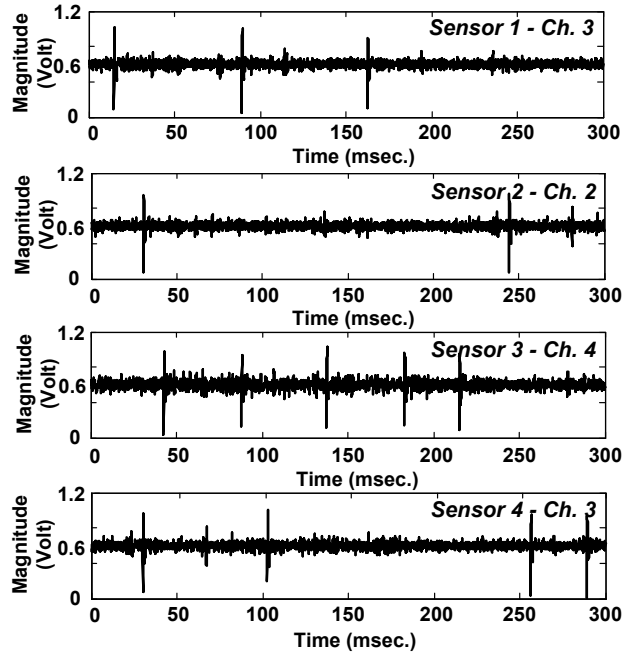 Sensor 1 - Ch. 3
Magnitude
(Volt)
1.2
0.6
0
0 50 100 150 200 250 300
Time (msec.)
Sensor 2 - Ch. 2
Magnitude
(Volt)
1.2
0.6
0
0 50 100 150 200 250 300
Time (msec.)
Sensor 3 - Ch. 4
Magnitude
(Volt)
1.2
0.6
0
0 50 100 150 200 250 300
Time (msec.)
Sensor 4 - Ch. 3
Magnitude
(Volt)
1.2
0.6
0
0 50 100 150 200 250 300
Time (msec.)